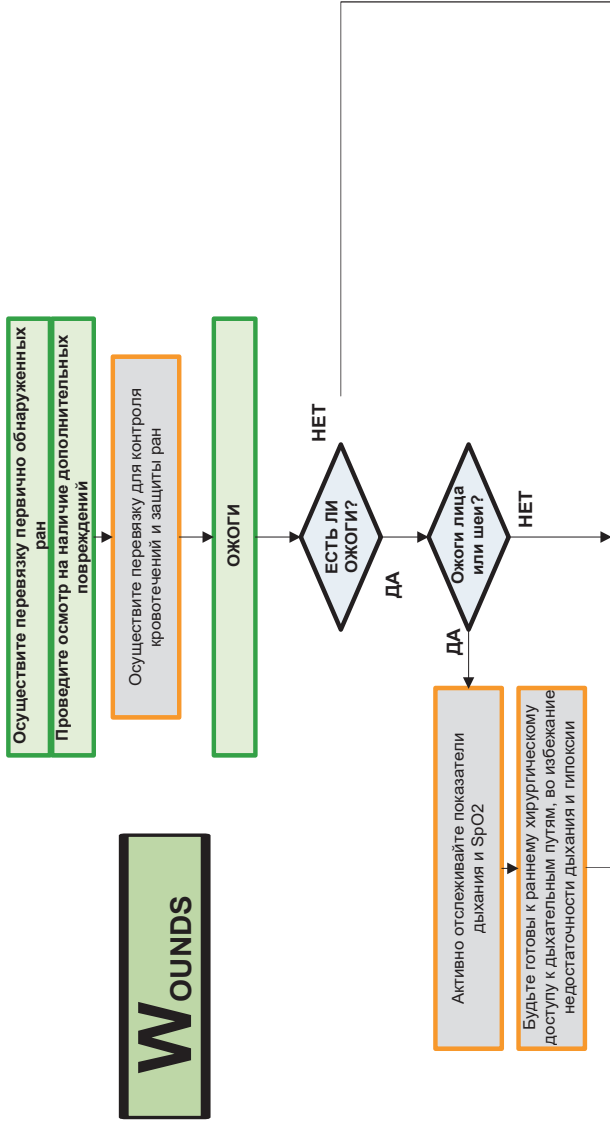 WOUNDS
Осуществите перевязку первично обнаруженных
ран
Проведите осмотр на наличие дополнительных
повреждений
Осуществите перевязку для контроля
кровотечений и защиты ран
ОЖОГИ
ЕСТЬ ЛИ
ОЖОГИ?
НЕТ
ДА
Ожоги лица
или шеи?
ДА
НЕТ
Активно отслеживайте показатели
дыхания и SpO2
Будьте готовы к раннему хирургическому
доступу к дыхательным путям, во избежание
недостаточности дыхания и гипоксии